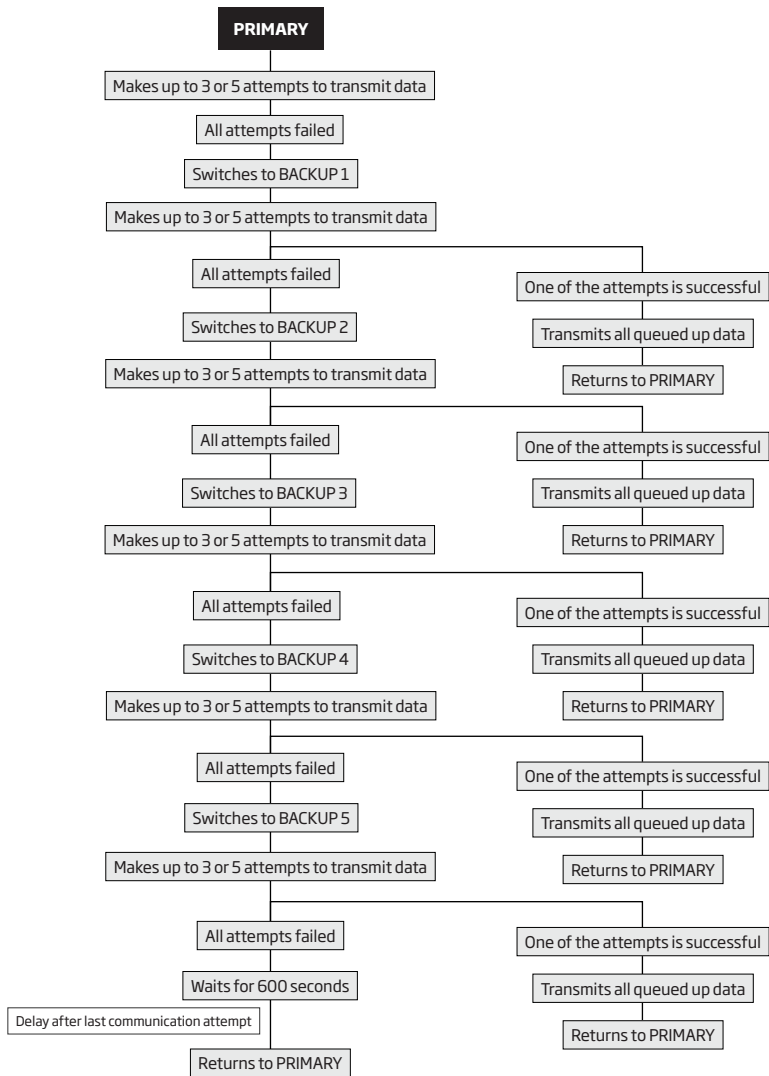 PRIMARY
Makes up to 3 or 5 attempts to transmit data
All attempts failed
Switches to BACKUP 1
Makes up to 3 or 5 attempts to transmit data
All attempts failed
One of the attempts is successful
Switches to BACKUP 2
Transmits all queued up data
Makes up to 3 or 5 attempts to transmit data
Returns to PRIMARY
All attempts failed
One of the attempts is successful
Switches to BACKUP 3
Transmits all queued up data
Makes up to 3 or 5 attempts to transmit data
Returns to PRIMARY
All attempts failed
One of the attempts is successful
Switches to BACKUP 4
Transmits all queued up data
Makes up to 3 or 5 attempts to transmit data
Returns to PRIMARY
All attempts failed
One of the attempts is successful
Switches to BACKUP 5
Transmits all queued up data
Makes up to 3 or 5 attempts to transmit data
Returns to PRIMARY
All attempts failed
One of the attempts is successful
Waits for 600 seconds
Transmits all queued up data
Delay after last communication attempt
Returns to PRIMARY
Returns to PRIMARY